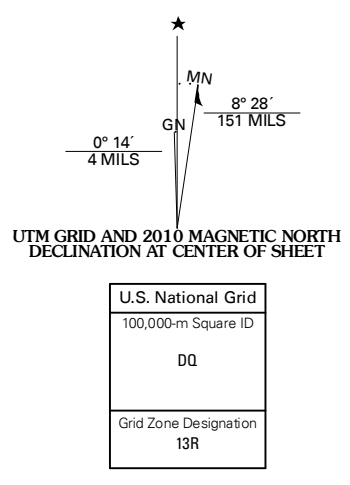 MN
8° 28´
151 MILS
GN
0° 14´
4 MILS
UTM GRID AND 2010 MAGNETIC NORTH
DECLINATION AT CENTER OF SHEET
U.S. National Grid
100,000-m Square ID
DQ
Grid Zone Designation
13R